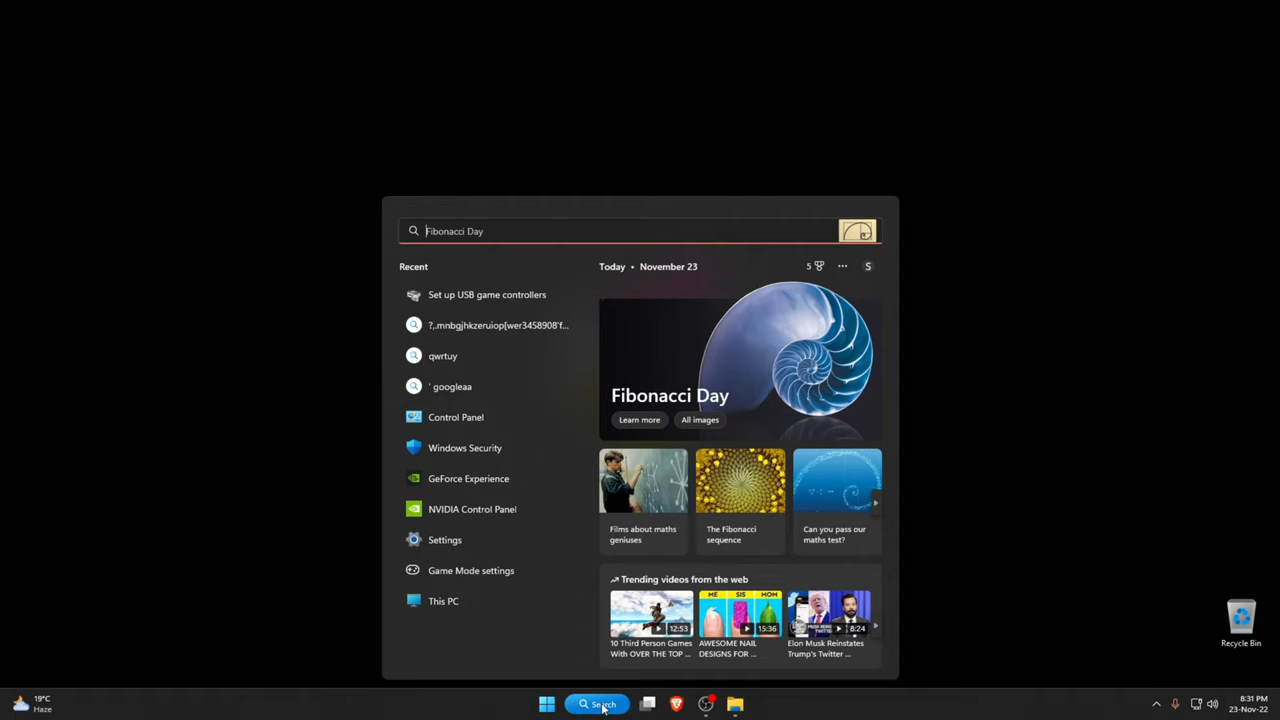 Fibonacci Day
Recent
Today • November 23
5
S
Set up USB game controllers
?,.mnbgjhkzeruiop[wer3458908'f...
qwrtuy
' googleaa
Control Panel
Windows Security
GeForce Experience
NVIDIA Control Panel
Settings
Game Mode settings
This PC
Fibonacci Day
Learn more
All images
Films about maths
geniuses
The Fibonacci
sequence
Can you pass our
maths test?
Trending videos from the web
12:53
10 Third Person Games
With OVER THE TOP ...
ME SIS MOM
15:36
AWESOME NAIL
DESIGNS FOR ...
8:24
Elon Musk Reinstates
Trump's Twitter ...
Recycle Bin
19°C
Haze
Search
8:31 PM
23-Nov-22